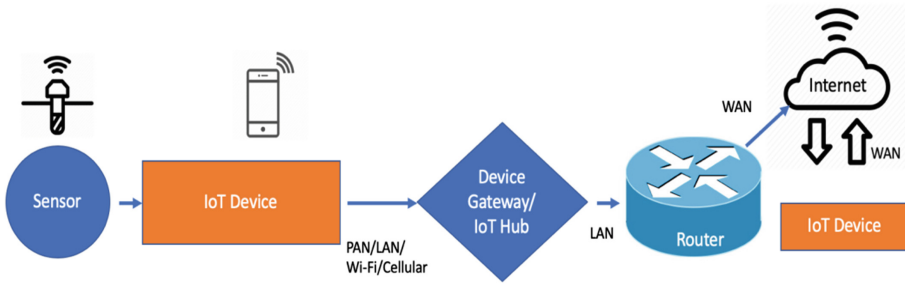 Sensor
IoT Device
PAN/LAN/
Wi-Fi/Cellular
Device
Gateway/
IoT Hub
LAN
Router
WAN
Internet
WAN
IoT Device